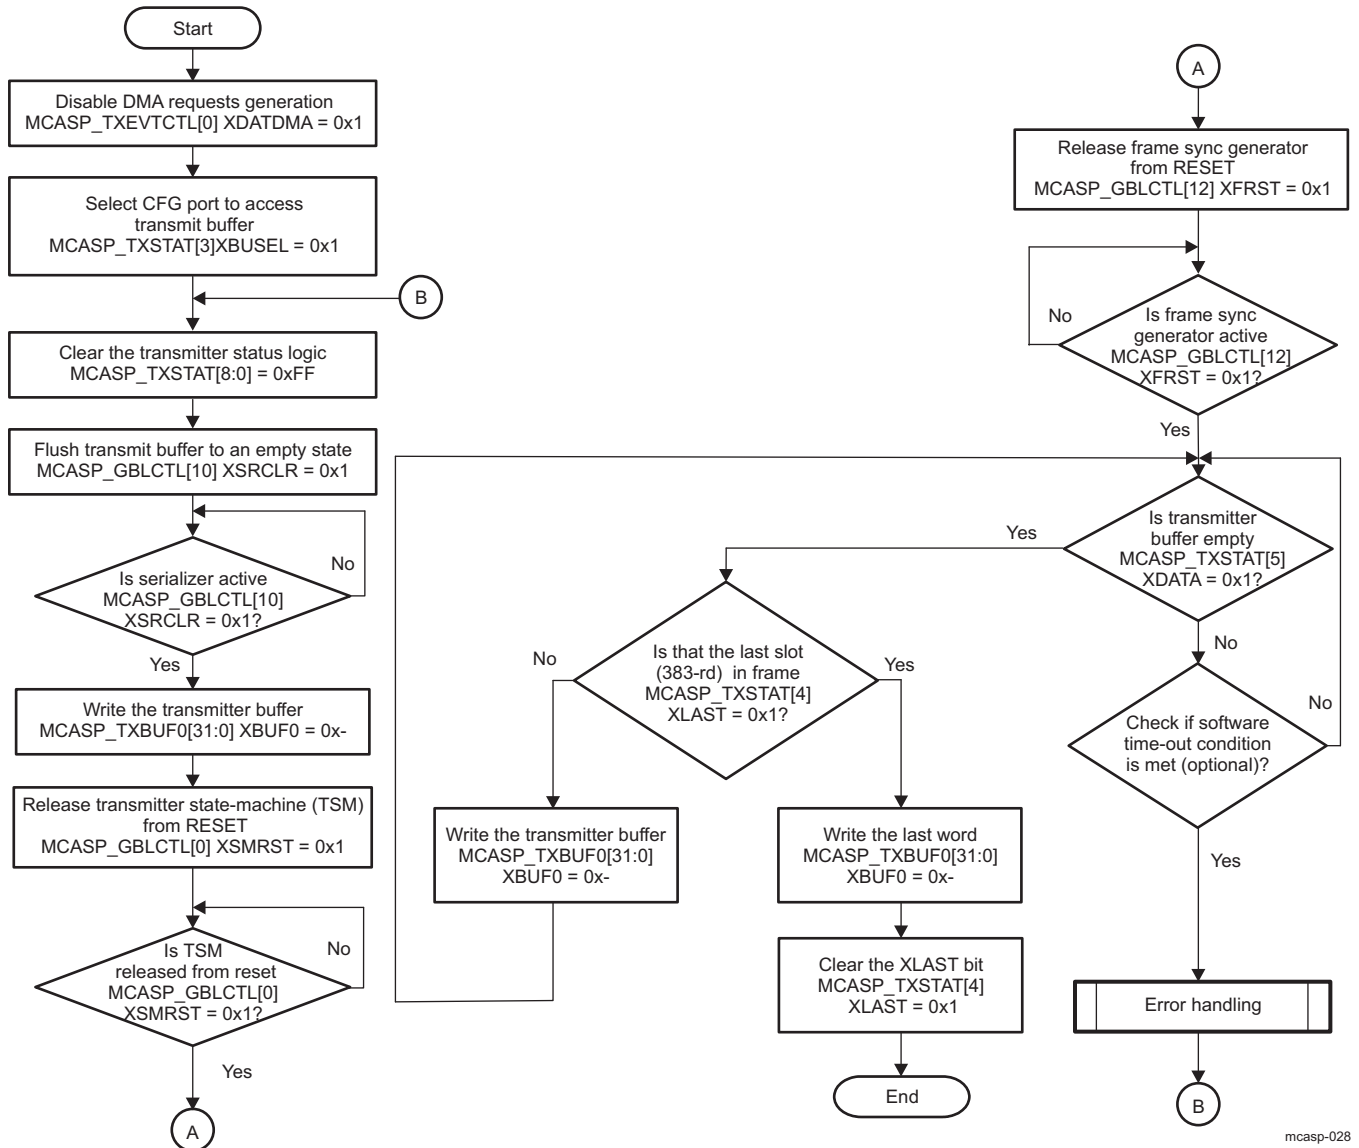 Start
Disable DMA requests generation
MCASP_TXEVTCTL[0] XDATDMA = 0x1
Select CFG port to access
transmit buffer
MCASP_TXSTAT[3]XBUSEL = 0x1
B
Clear the transmitter status logic
MCASP_TXSTAT[8:0] = 0xFF
Flush transmit buffer to an empty state
MCASP_GBLCTL[10] XSRCLR = 0x1
No
Is serializer active
MCASP_GBLCTL[10]
XSRCLR = 0x1?
Yes
Write the transmitter buffer
MCASP_TXBUF0[31:0] XBUF0 = 0x-
Release transmitter state-machine (TSM)
from RESET
MCASP_GBLCTL[0] XSMRST = 0x1
No
Is TSM
released from reset
MCASP_GBLCTL[0]
XSMRST = 0x1?
Yes
A
A
Release frame sync generator
from RESET
MCASP_GBLCTL[12] XFRST = 0x1
No
Is frame sync
generator active
MCASP_GBLCTL[12]
XFRST = 0x1?
Yes
Is transmitter
buffer empty
MCASP_TXSTAT[5]
XDATA = 0x1?
Yes
No
Is that the last slot
(383-rd) in frame
MCASP_TXSTAT[4]
XLAST = 0x1?
No
Yes
Write the transmitter buffer
MCASP_TXBUF0[31:0]
XBUF0 = 0x-
Write the last word
MCASP_TXBUF0[31:0]
XBUF0 = 0x-
Clear the XLAST bit
MCASP_TXSTAT[4]
XLAST = 0x1
End
Check if software
time-out condition
is met (optional)?
No
Yes
Error handling
B
mcasp-028